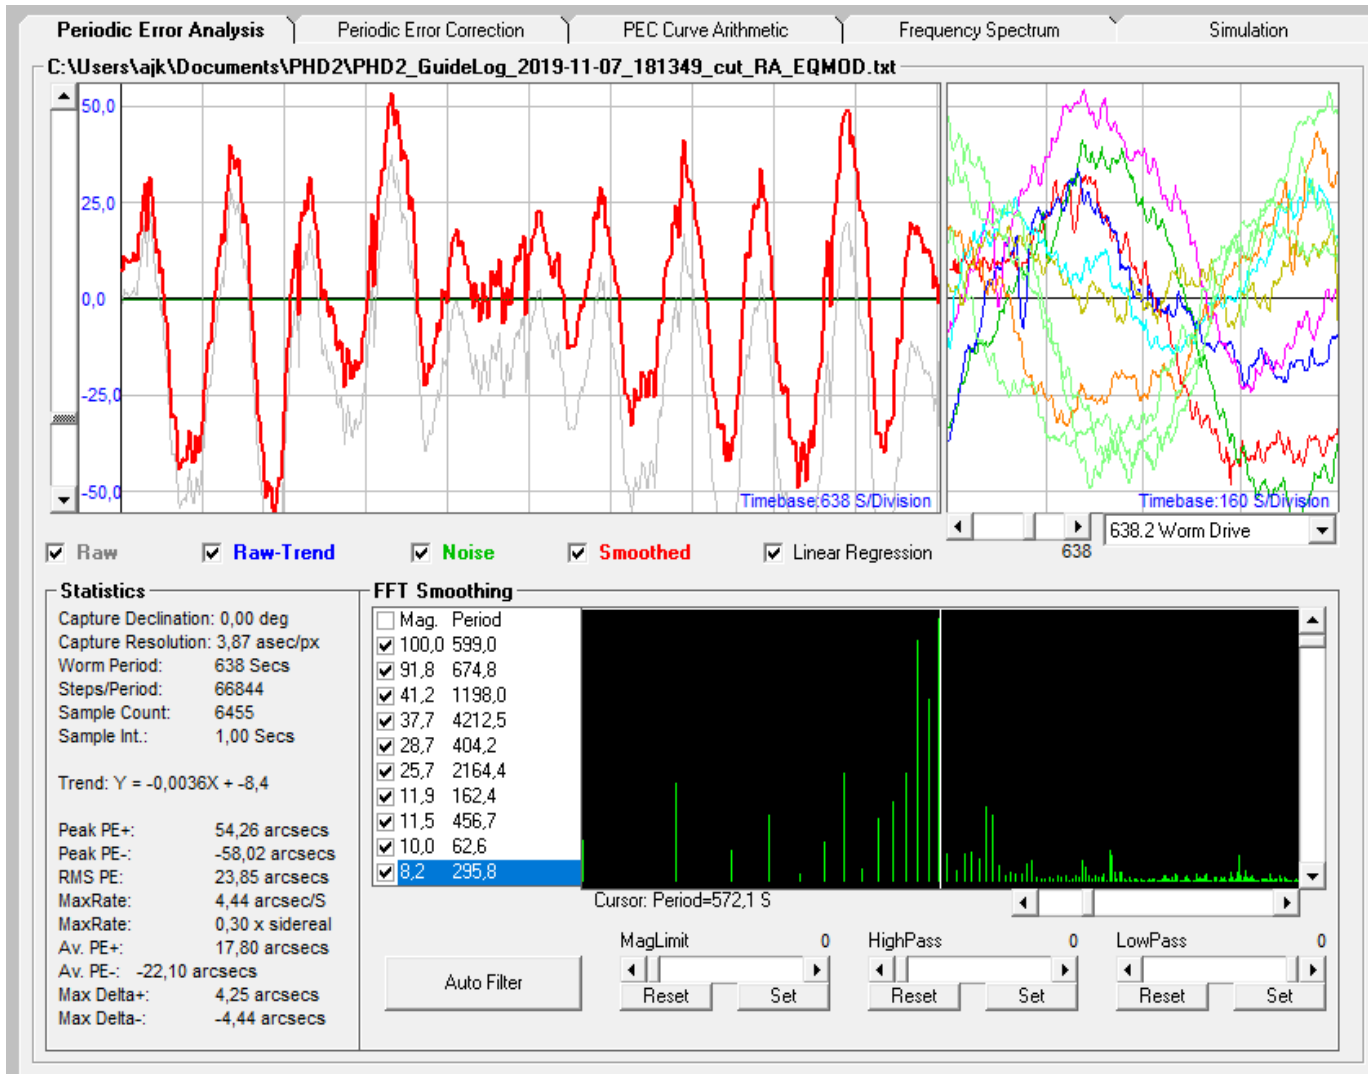 Periodic Error Analysis Periodic Error Correction PEC Curve Arithmetic Frequency Spectrum Simulation
C:\Users\ajk\Documents\PHD2\PHD2_GuideLog_2019-11-07_181349_cut_RA_EQMOD.txt
50,0
25,0
0,0
-25,0
-50,0
Timebase:638 S/Division
Timebase:160 S/Division
638
638.2 Worm Drive
Raw Raw-Trend Noise Smoothed Linear Regression
Statistics
Capture Declination: 0,00 deg
Capture Resolution: 3,87 asec/px
Worm Period: 638 Secs
Steps/Period: 66844
Sample Count: 6455
Sample Int.: 1,00 Secs
Trend: Y = -0,0036X + -8,4
Peak PE+: 54,26 arcsecs
Peak PE-: -58,02 arcsecs
RMS PE: 23,85 arcsecs
MaxRate: 4,44 arcsec/S
MaxRate: 0,30 x sidereal
Av. PE+: 17,80 arcsecs
Av. PE-: -22,10 arcsecs
Max Delta+: 4,25 arcsecs
Max Delta-: -4,44 arcsecs
FFT Smoothing
Mag. Period
100,0 599,0
91,8 674,8
41,2 1198,0
37,7 4212,5
28,7 404,2
25,7 2164,4
11,9 162,4
11,5 456,7
10,0 62,6
8,2 295,8
Cursor: Period=572,1 S
Auto Filter
MagLimit 0
Reset Set
HighPass 0
Reset Set
LowPass 0
Reset Set